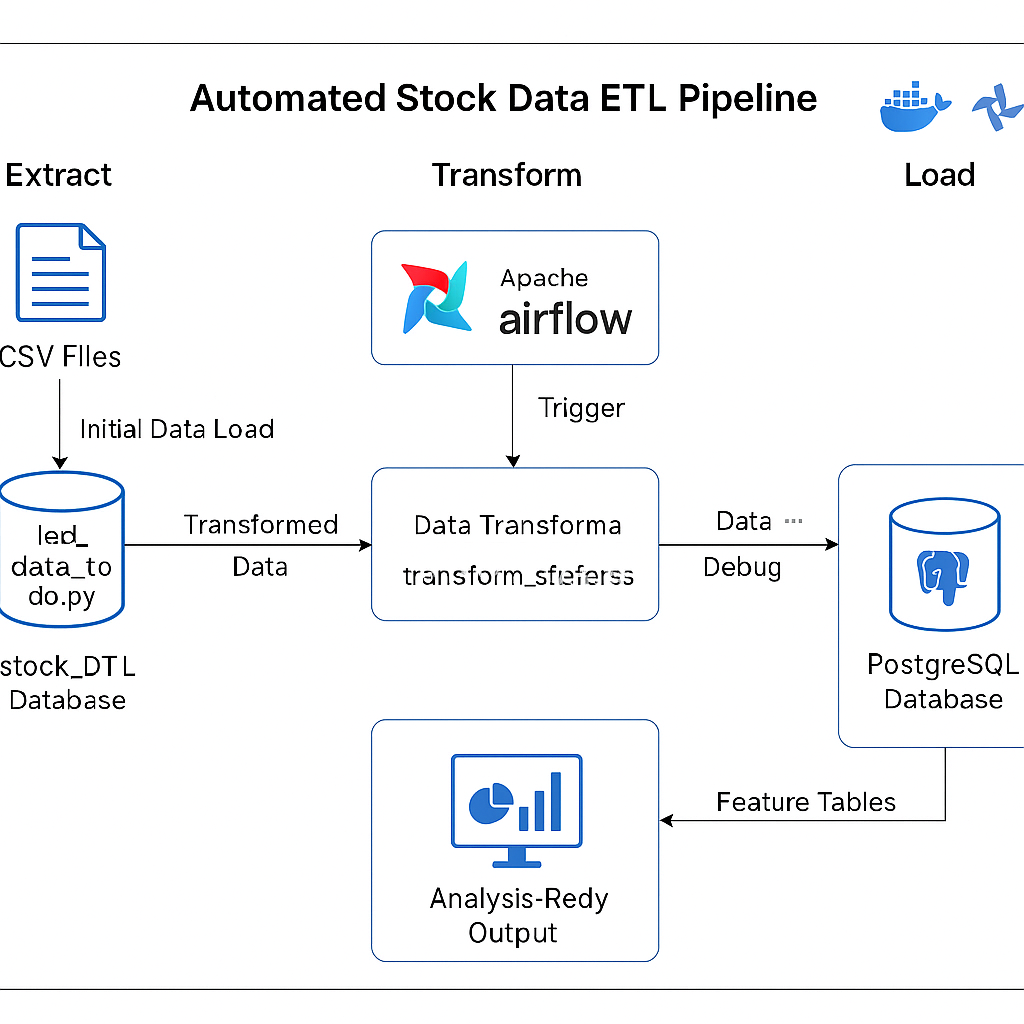 Automated Stock Data ETL Pipeline
Extract
Transform
Load
Apache
airflow
CSV FIles
Trigger
Initial Data Load
led_
data_to
do.py
Transformed
Data
Data Transforma
Data ...
Debug
stock_DTL
Database
PostgreSQL
Database
Feature Tables
Analysis-Redy
Output